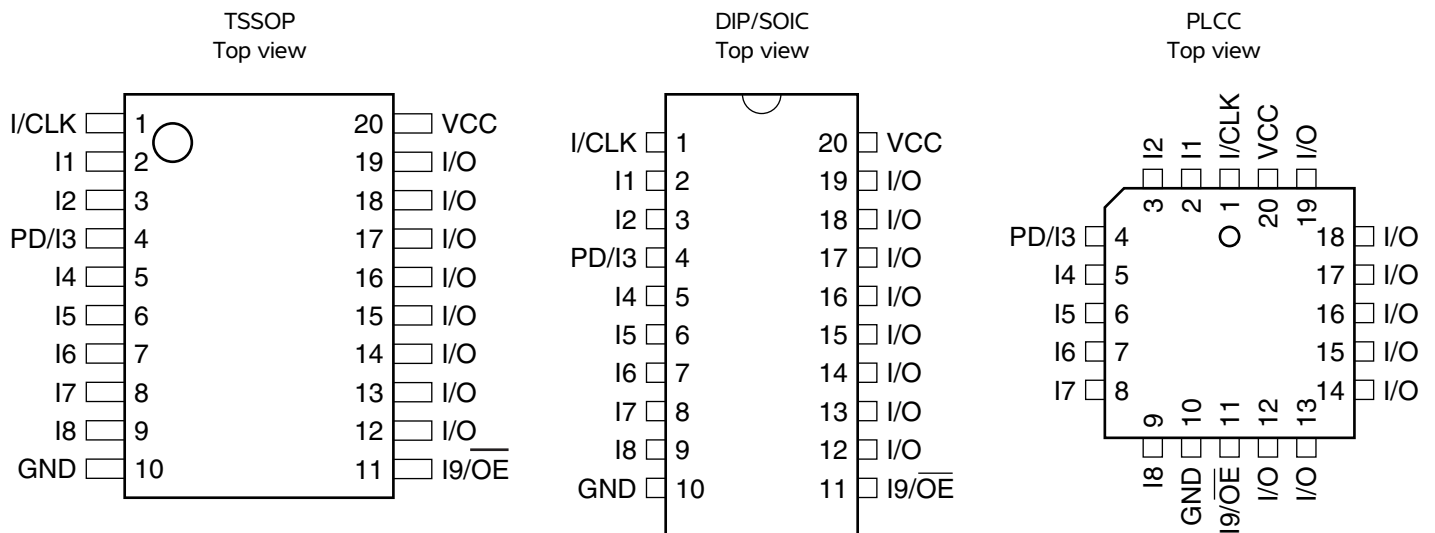 TSSOP
Top view
I/CLK 1 20 VCC
I1 2 19 I/O
I2 3 18 I/O
PD/I3 4 17 I/O
I4 5 16 I/O
I5 6 15 I/O
I6 7 14 I/O
I7 8 13 I/O
I8 9 12 I/O
GND 10 11 I9/O̅E̅
DIP/SOIC
Top view
I/CLK 1 20 VCC
I1 2 19 I/O
I2 3 18 I/O
PD/I3 4 17 I/O
I4 5 16 I/O
I5 6 15 I/O
I6 7 14 I/O
I7 8 13 I/O
I8 9 12 I/O
GND 10 11 I9/O̅E̅
PLCC
Top view
I2 I1 I/CLK VCC I/O
3 2 1 20 19
PD/I3 4 18 I/O
I4 5 17 I/O
I5 6 16 I/O
I6 7 15 I/O
I7 8 14 I/O
9 10 11 12 13
I8 GND I9/O̅E̅ I/O I/O